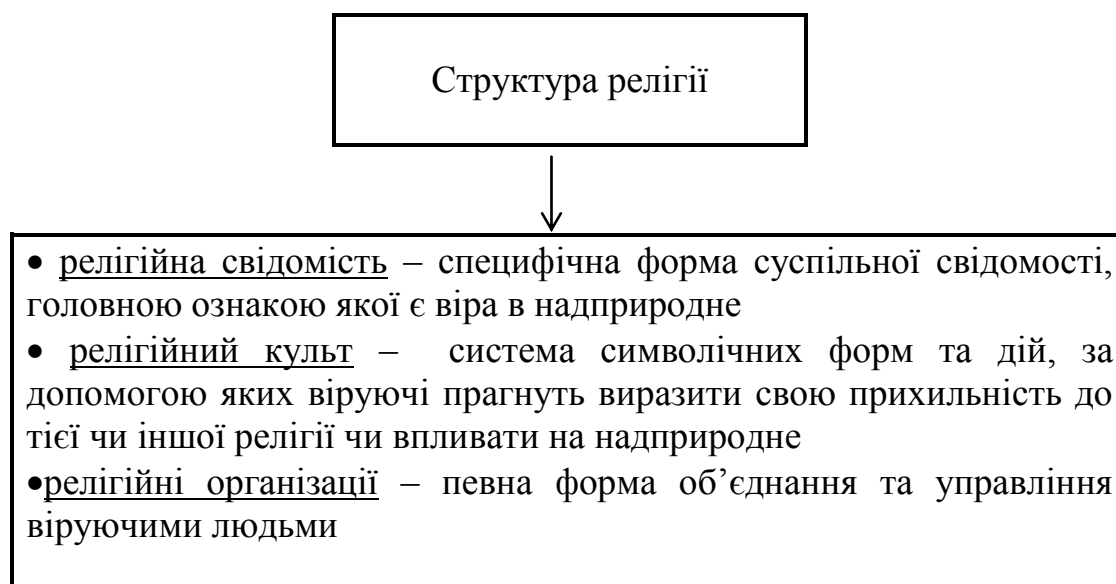 Структура релігії
• релігійна свідомість – специфічна форма суспільної свідомості,
головною ознакою якої є віра в надприродне
• релігійний культ – система символічних форм та дій, за
допомогою яких віруючі прагнуть виразити свою прихильність до
тієї чи іншої релігії чи впливати на надприродне
•релігійні організації – певна форма об’єднання та управління
віруючими людьми